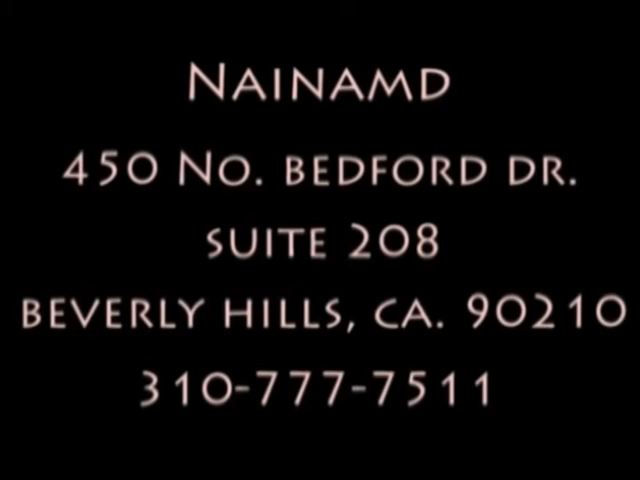 NAINAMD
450 NO. BEDFORD DR.
SUITE 208
BEVERLY HILLS, CA. 90210
310-777-7511